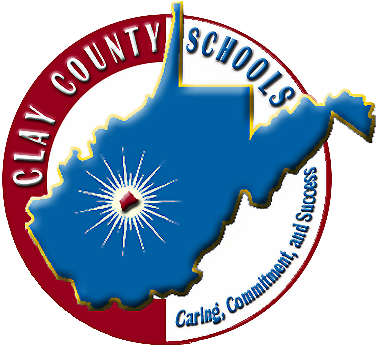 CLAY COUNTY SCHOOLS
Caring, Commitment, and Success